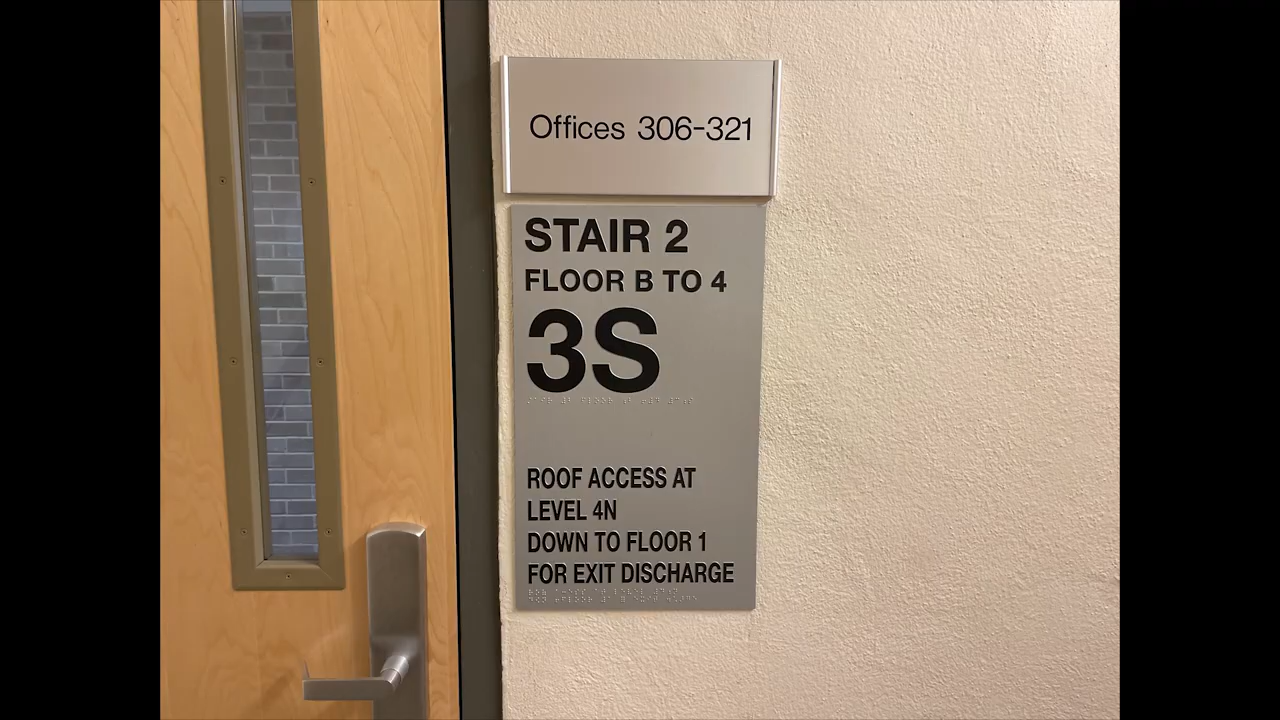 Offices 306-321
STAIR 2
FLOOR B TO 4
3S
ROOF ACCESS AT
LEVEL 4N
DOWN TO FLOOR 1
FOR EXIT DISCHARGE